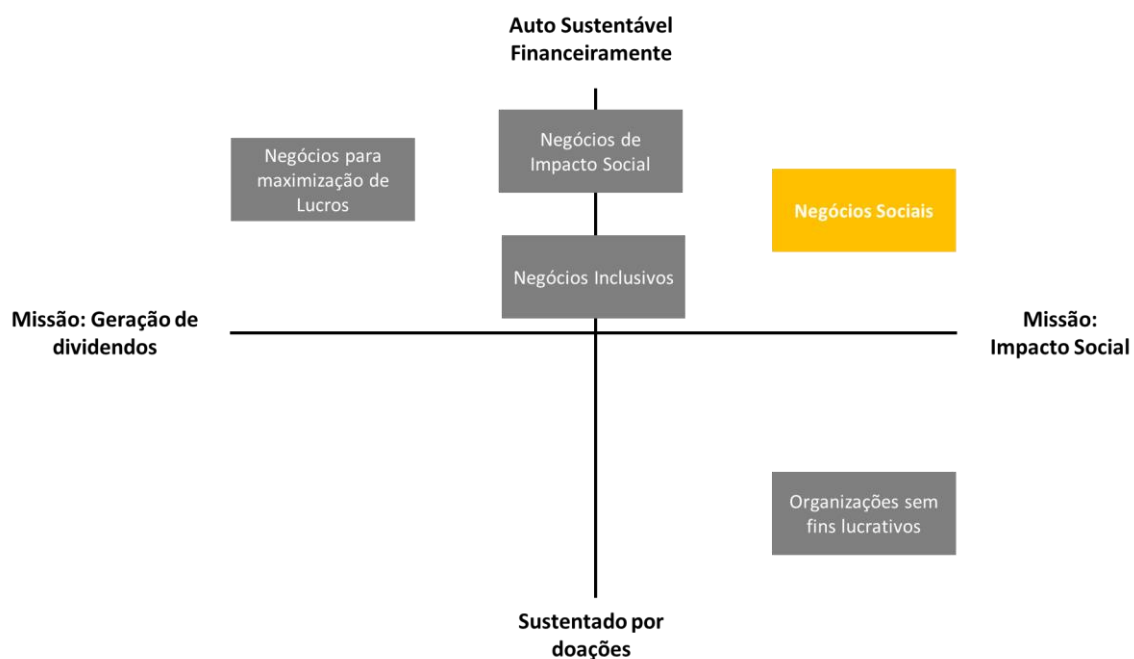 Auto Sustentável
Financeiramente
Negócios de
Impacto Social
Negócios para
maximização de
Lucros
Negócios Sociais
Negócios Inclusivos
Missão: Geração de
dividendos
Missão:
Impacto Social
Organizações sem
fins lucrativos
Sustentado por
doações